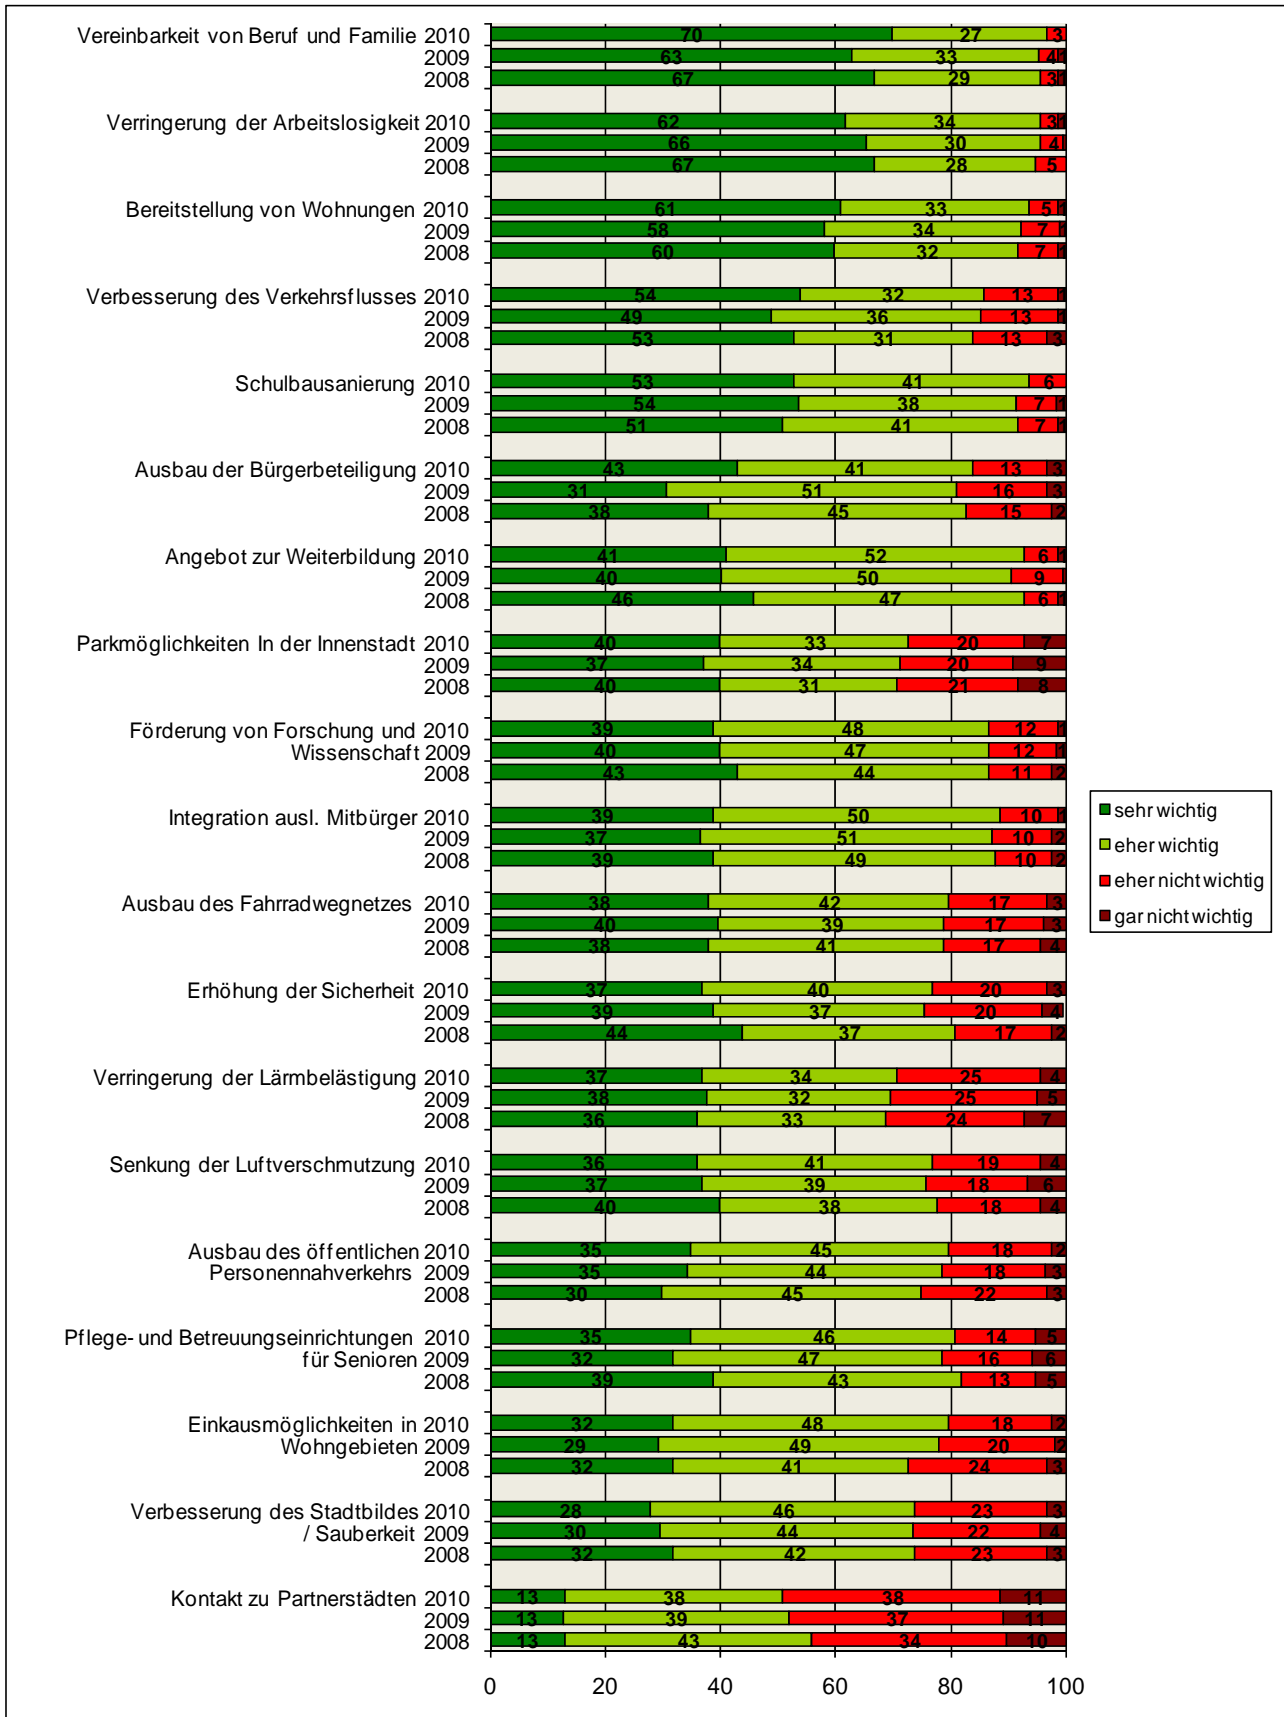 Vereinbarkeit von Beruf und Familie 2010 70 27 3
2009 63 33 4 1
2008 67 29 3 1
Verringerung der Arbeitslosigkeit 2010 62 34 3 1
2009 66 30 4
2008 67 28 5
Bereitstellung von Wohnungen 2010 61 33 5 1
2009 58 34 7 1
2008 60 32 7 1
Verbesserung des Verkehrsflusses 2010 54 32 13 1
2009 49 36 13 1
2008 53 31 13 3
Schulbausanierung 2010 53 41 6
2009 54 38 7 1
2008 51 41 7 1
Ausbau der Bürgerbeteiligung 2010 43 41 13 3
2009 31 51 16 3
2008 38 45 15 2
Angebot zur Weiterbildung 2010 41 52 6 1
2009 40 50 9
2008 46 47 6 1
Parkmöglichkeiten In der Innenstadt 2010 40 33 20 7
2009 37 34 20 9
2008 40 31 21 8
Förderung von Forschung und 2010 39 48 12 1
Wissenschaft 2009 40 47 12 1
2008 43 44 11 2
Integration ausl. Mitbürger 2010 39 50 10 1
2009 37 51 10 2
2008 39 49 10 2
Ausbau des Fahrradwegnetzes 2010 38 42 17 3
2009 40 39 17 3
2008 38 41 17 4
Erhöhung der Sicherheit 2010 37 40 20 3
2009 39 37 20 4
2008 44 37 17 2
Verringerung der Lärmbelästigung 2010 37 34 25 4
2009 38 32 25 5
2008 36 33 24 7
Senkung der Luftverschmutzung 2010 36 41 19 4
2009 37 39 18 6
2008 40 38 18 4
Ausbau des öffentlichen 2010 35 45 18 2
Personennahverkehrs 2009 35 44 18 3
2008 30 45 22 3
Pflege- und Betreuungseinrichtungen 2010 35 46 14 5
für Senioren 2009 32 47 16 6
2008 39 43 13 5
Einkausmöglichkeiten in 2010 32 48 18 2
Wohngebieten 2009 29 49 20 2
2008 32 41 24 3
Verbesserung des Stadtbildes 2010 28 46 23 3
/ Sauberkeit 2009 30 44 22 4
2008 32 42 23 3
Kontakt zu Partnerstädten 2010 13 38 38 11
2009 13 39 37 11
2008 13 43 34 10
0 20 40 60 80 100
sehr wichtig
eher wichtig
eher nicht wichtig
gar nicht wichtig